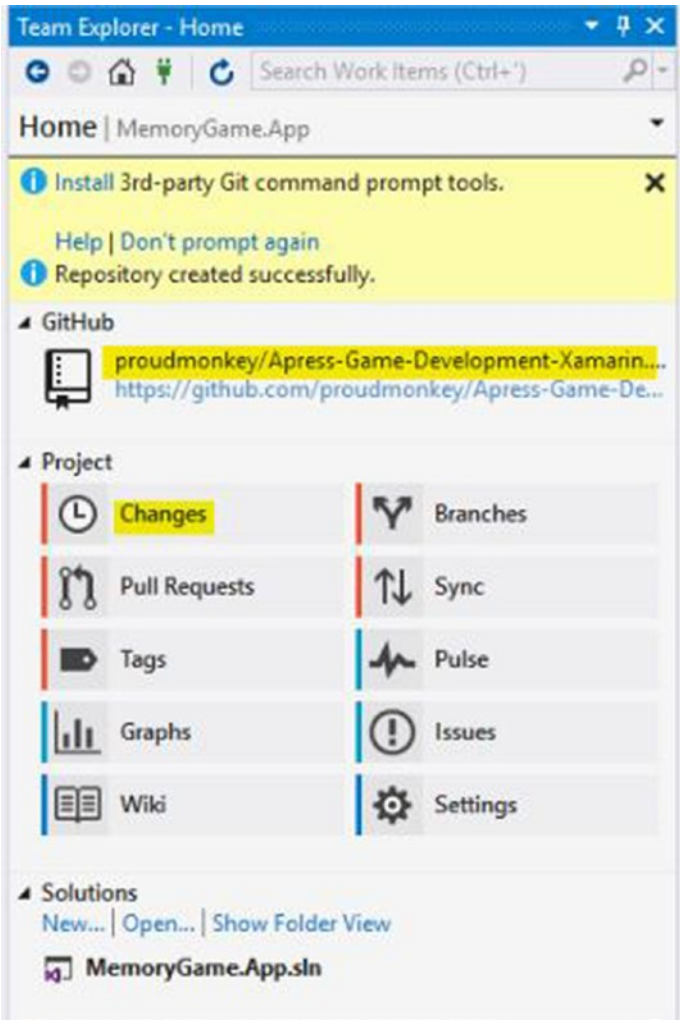 Team Explorer - Home
Search Work Items (Ctrl+')
Home | MemoryGame.App
Install 3rd-party Git command prompt tools.
Help | Don't prompt again
Repository created successfully.
GitHub
proudmonkey/Apress-Game-Development-Xamarin....
https://github.com/proudmonkey/Apress-Game-De...
Project
Changes
Branches
Pull Requests
Sync
Tags
Pulse
Graphs
Issues
Wiki
Settings
Solutions
New... | Open... | Show Folder View
MemoryGame.App.sln